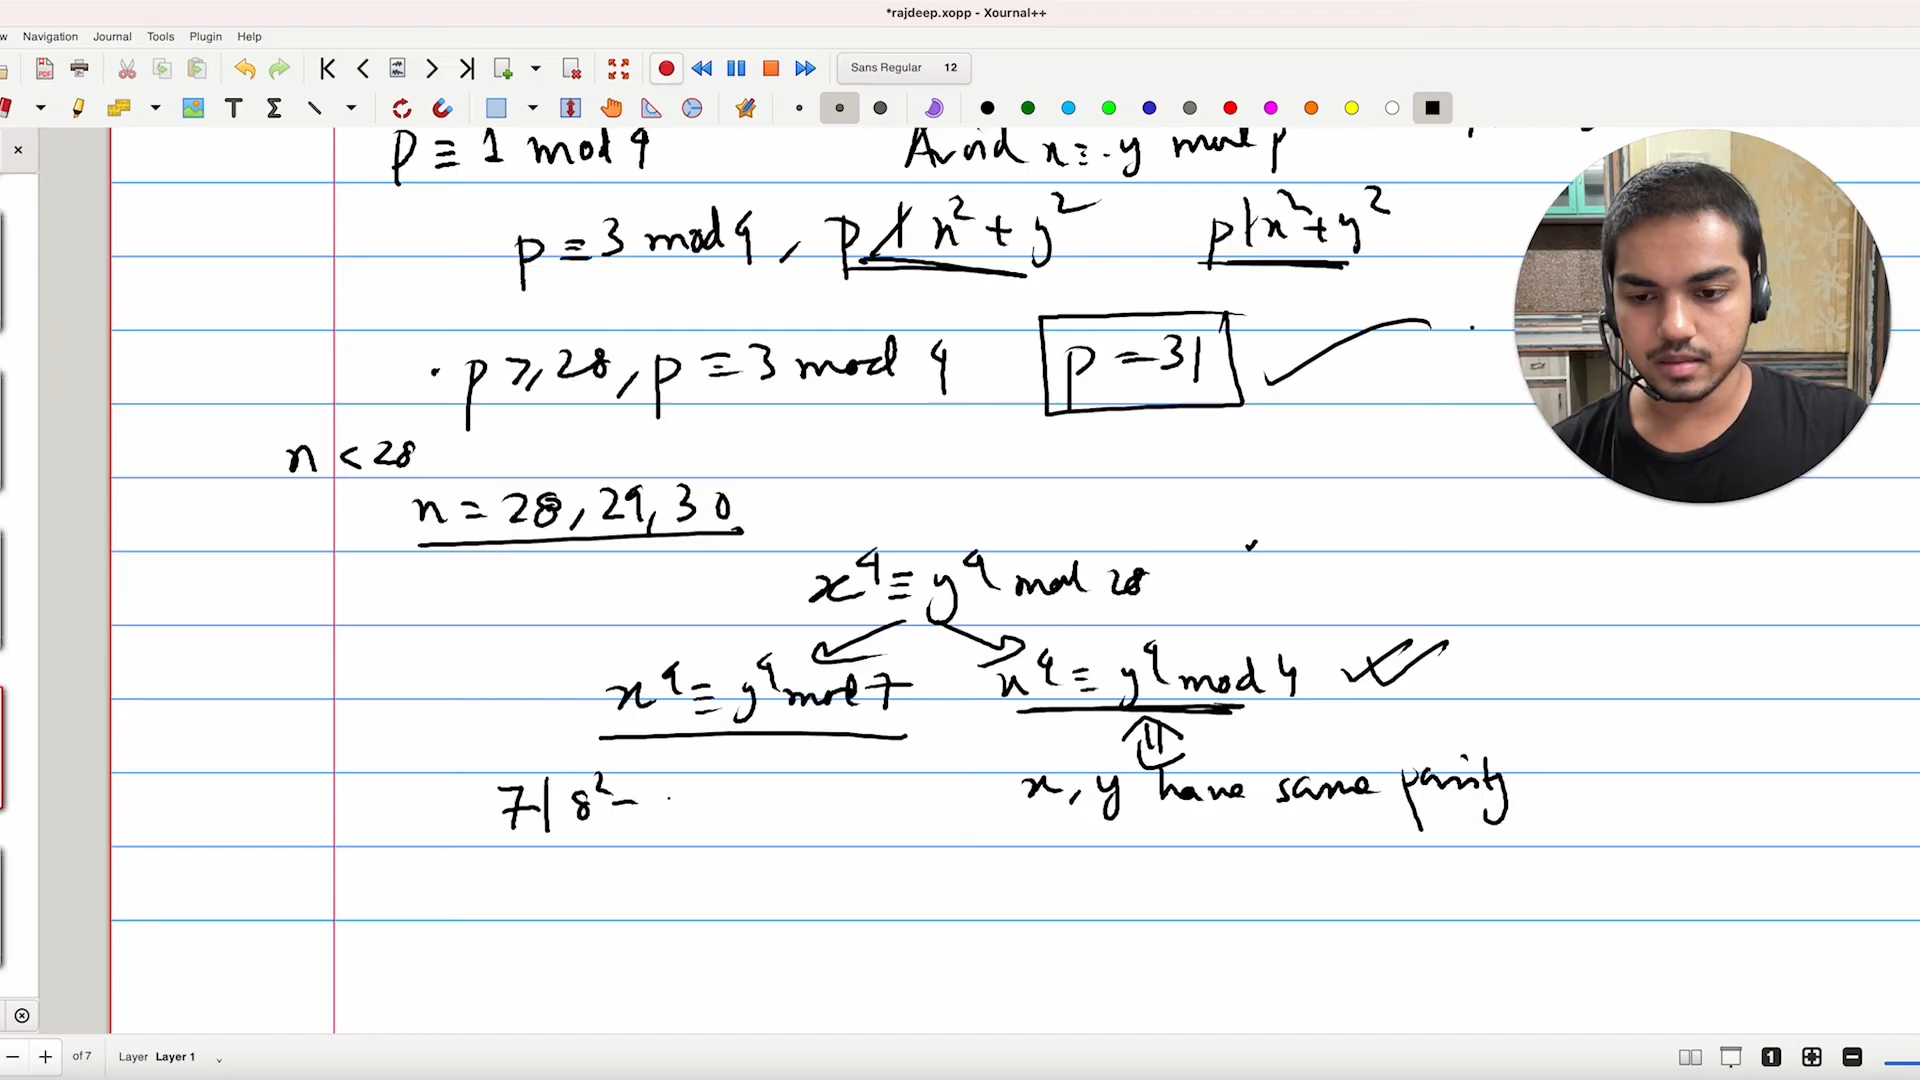 *rajdeep.xopp - Xournal++
Navigation Journal Tools Plugin Help
Sans Regular 12
p ≡ 1 mod 4 Avoid x ≡ -y mod p
p ≡ 3 mod 4, p ∤ x² + y² p | x² + y²
· p ≥ 28, p ≡ 3 mod 4 p = 31
n < 28
n = 28, 29, 30
x⁴ ≡ y⁴ mod 28
x⁴ ≡ y⁴ mod 7 x⁴ ≡ y⁴ mod 4
7 | 8² - x, y have same parity
of 7 Layer Layer 1